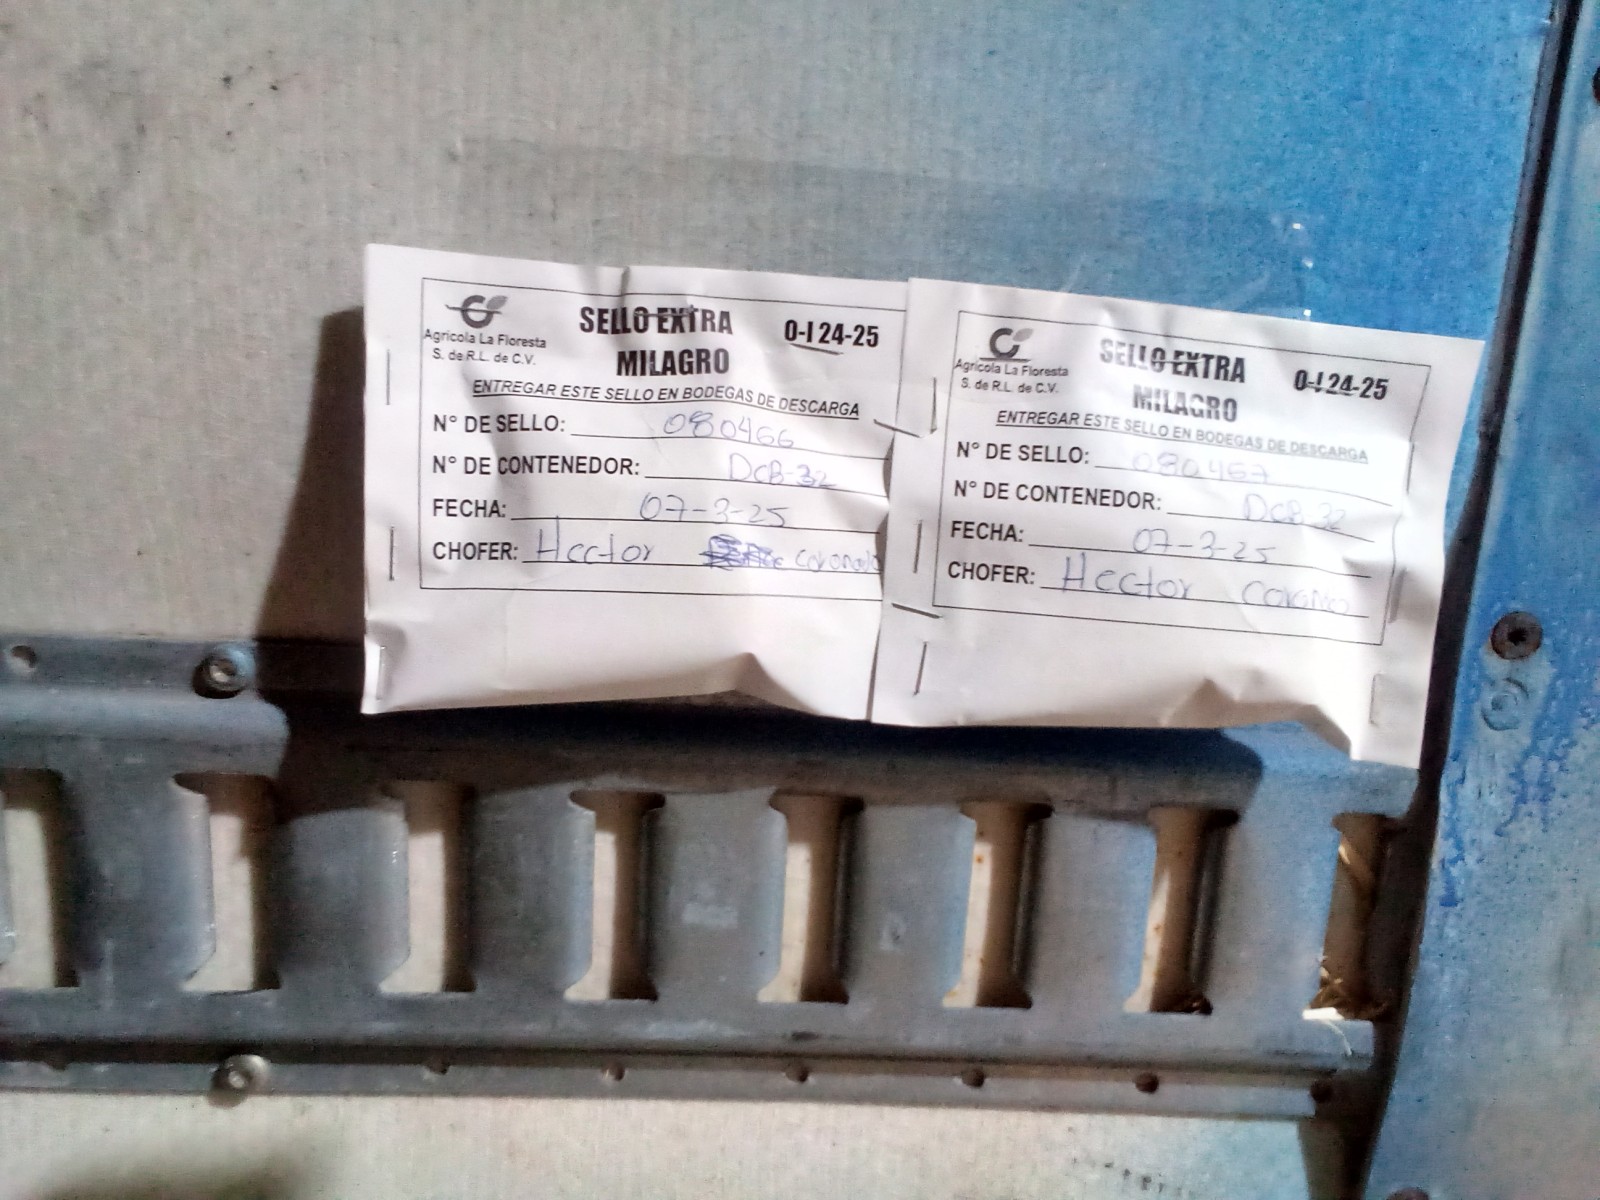 Agrícola La Floresta
S. de R.L. de C.V.
SELLO EXTRA
MILAGRO
O-I 24-25
ENTREGAR ESTE SELLO EN BODEGAS DE DESCARGA
N° DE SELLO: 080466
N° DE CONTENEDOR: DCB-32
FECHA: 07-3-25
CHOFER: Hector coronado
Agrícola La Floresta
S. de R.L. de C.V.
SELLO EXTRA
MILAGRO
O-I 24-25
ENTREGAR ESTE SELLO EN BODEGAS DE DESCARGA
N° DE SELLO: 080467
N° DE CONTENEDOR: DCB-32
FECHA: 07-3-25
CHOFER: Hector